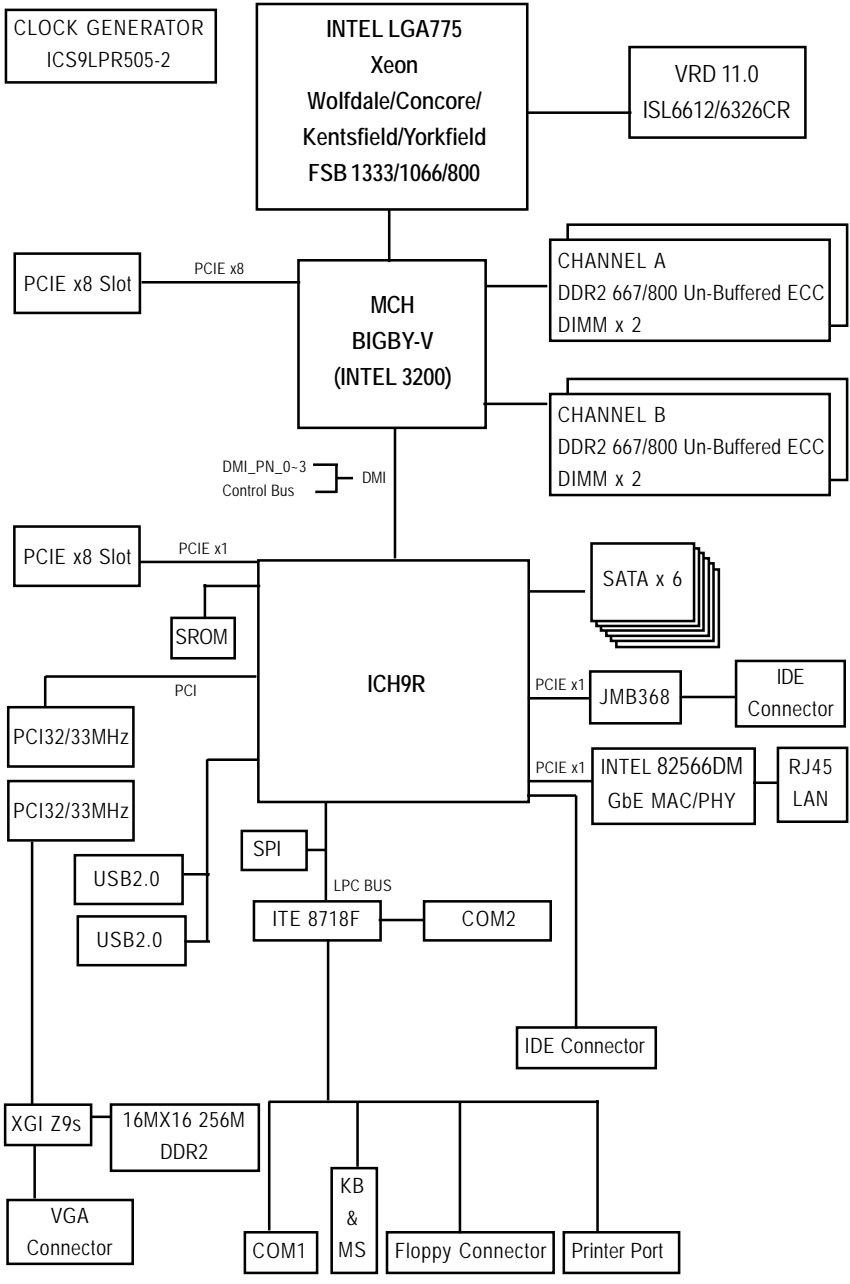 CLOCK GENERATOR
ICS9LPR505-2
INTEL LGA775
Xeon
Wolfdale/Concore/
Kentsfield/Yorkfield
FSB 1333/1066/800
VRD 11.0
ISL6612/6326CR
PCIE x8 Slot
PCIE x8
MCH
BIGBY-V
(INTEL 3200)
CHANNEL A
DDR2 667/800 Un-Buffered ECC
DIMM x 2
CHANNEL B
DDR2 667/800 Un-Buffered ECC
DIMM x 2
DMI_PN_0~3
Control Bus
DMI
PCIE x8 Slot
PCIE x1
SROM
ICH9R
SATA x 6
PCI
PCI32/33MHz
PCIE x1
JMB368
IDE
Connector
PCI32/33MHz
PCIE x1
INTEL 82566DM
GbE MAC/PHY
RJ45
LAN
SPI
USB2.0
LPC BUS
USB2.0
ITE 8718F
COM2
IDE Connector
XGI Z9s
16MX16 256M
DDR2
VGA
Connector
COM1
KB
&
MS
Floppy Connector
Printer Port